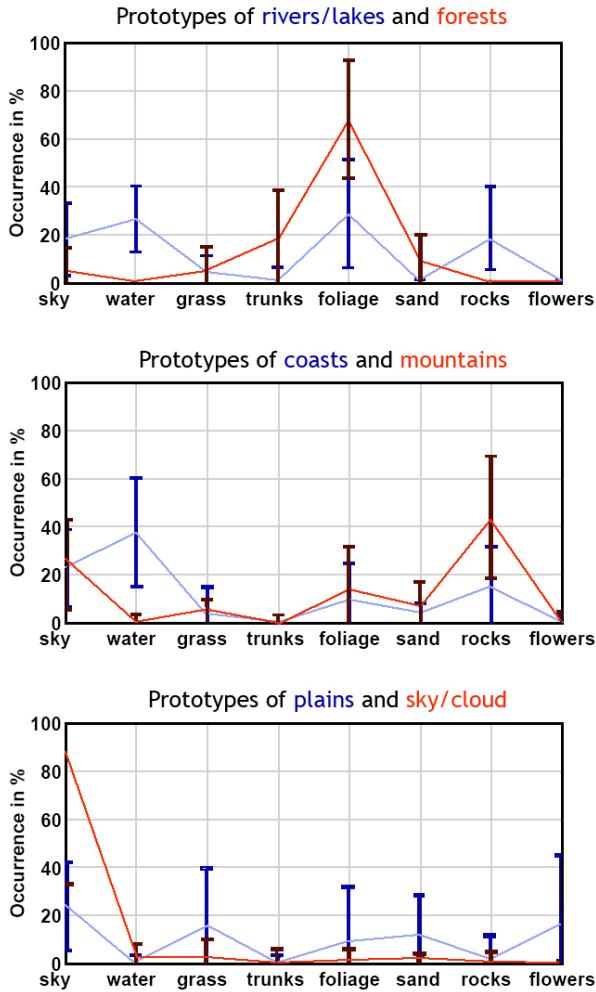 Prototypes of rivers/lakes and forests
Occurrence in %
100
80
60
40
20
0
sky water grass trunks foliage sand rocks flowers
Prototypes of coasts and mountains
Occurrence in %
100
80
60
40
20
0
sky water grass trunks foliage sand rocks flowers
Prototypes of plains and sky/cloud
Occurrence in %
100
80
60
40
20
0
sky water grass trunks foliage sand rocks flowers